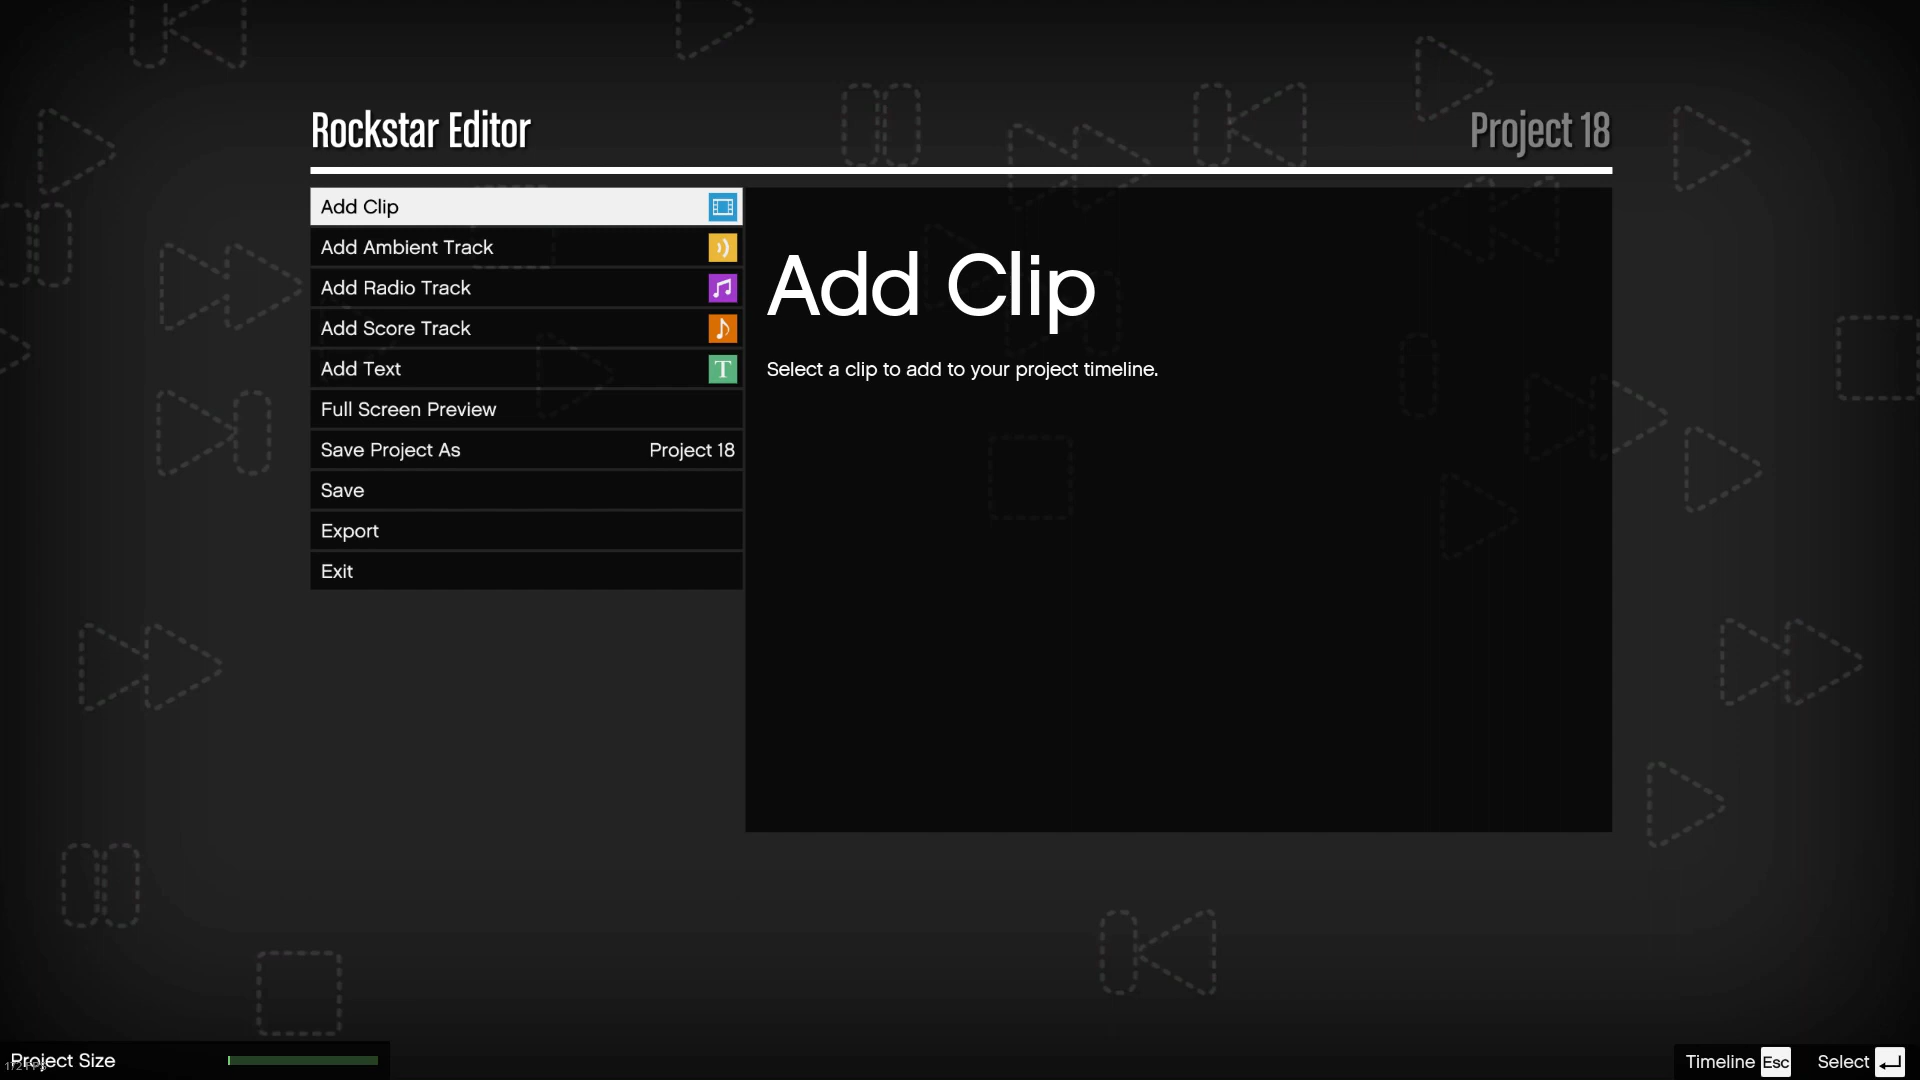 Rockstar Editor
Project 18
Add Clip
Add Ambient Track
Add Radio Track
Add Score Track
Add Text
T
Full Screen Preview
Save Project As Project 18
Save
Export
Exit
Add Clip
Select a clip to add to your project timeline.
Project Size
Timeline Esc Select